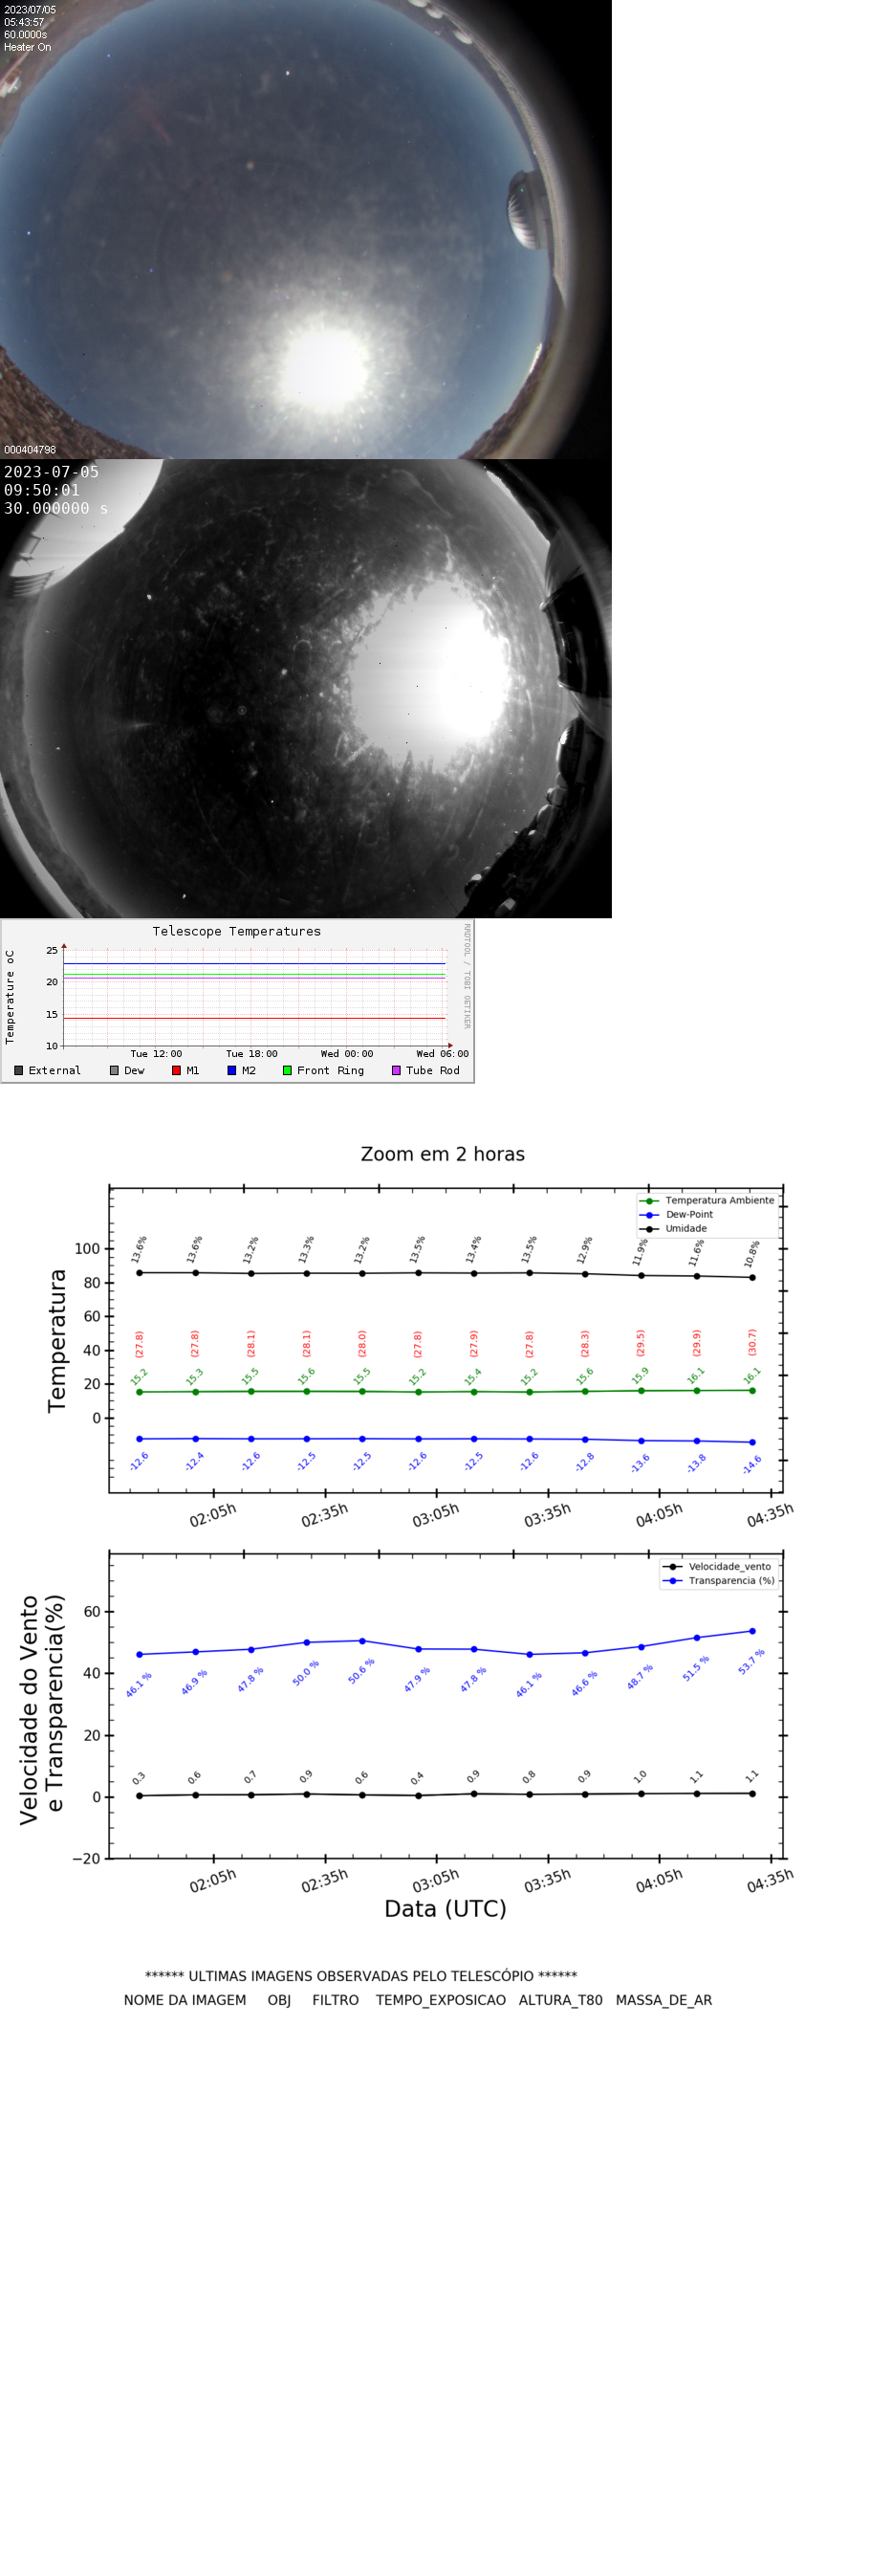 2023/07/05
05:43:57
60.0000s
Heater On
000404798
2023-07-05
09:50:01
30.000000 s
Telescope Temperatures
RRDTOOL / TOBI OETIKER
Temperature oC
25
20
15
10
Tue 12:00 Tue 18:00 Wed 00:00 Wed 06:00
External Dew M1 M2 Front Ring Tube Rod
Zoom em 2 horas
Temperatura
Temperatura Ambiente
Dew-Point
Umidade
100
80
60
40
20
0
13.6% 13.6% 13.2% 13.3% 13.2% 13.5% 13.4% 13.5% 12.9% 11.9% 11.6% 10.8%
(27.8) (27.8) (28.1) (28.1) (28.0) (27.8) (27.9) (27.8) (28.3) (29.5) (29.9) (30.7)
15.2 15.3 15.5 15.6 15.5 15.2 15.4 15.2 15.6 15.9 16.1 16.1
-12.6 -12.4 -12.6 -12.5 -12.5 -12.6 -12.5 -12.6 -12.8 -13.6 -13.8 -14.6
02:05h 02:35h 03:05h 03:35h 04:05h 04:35h
Velocidade do Vento
e Transparencia(%)
Velocidade_vento
Transparencia (%)
60
40
20
0
−20
46.1 % 46.9 % 47.8 % 50.0 % 50.6 % 47.9 % 47.8 % 46.1 % 46.6 % 48.7 % 51.5 % 53.7 %
0.3 0.6 0.7 0.9 0.6 0.4 0.9 0.8 0.9 1.0 1.1 1.1
02:05h 02:35h 03:05h 03:35h 04:05h 04:35h
Data (UTC)
****** ULTIMAS IMAGENS OBSERVADAS PELO TELESCÓPIO ******
NOME DA IMAGEM OBJ FILTRO TEMPO_EXPOSICAO ALTURA_T80 MASSA_DE_AR